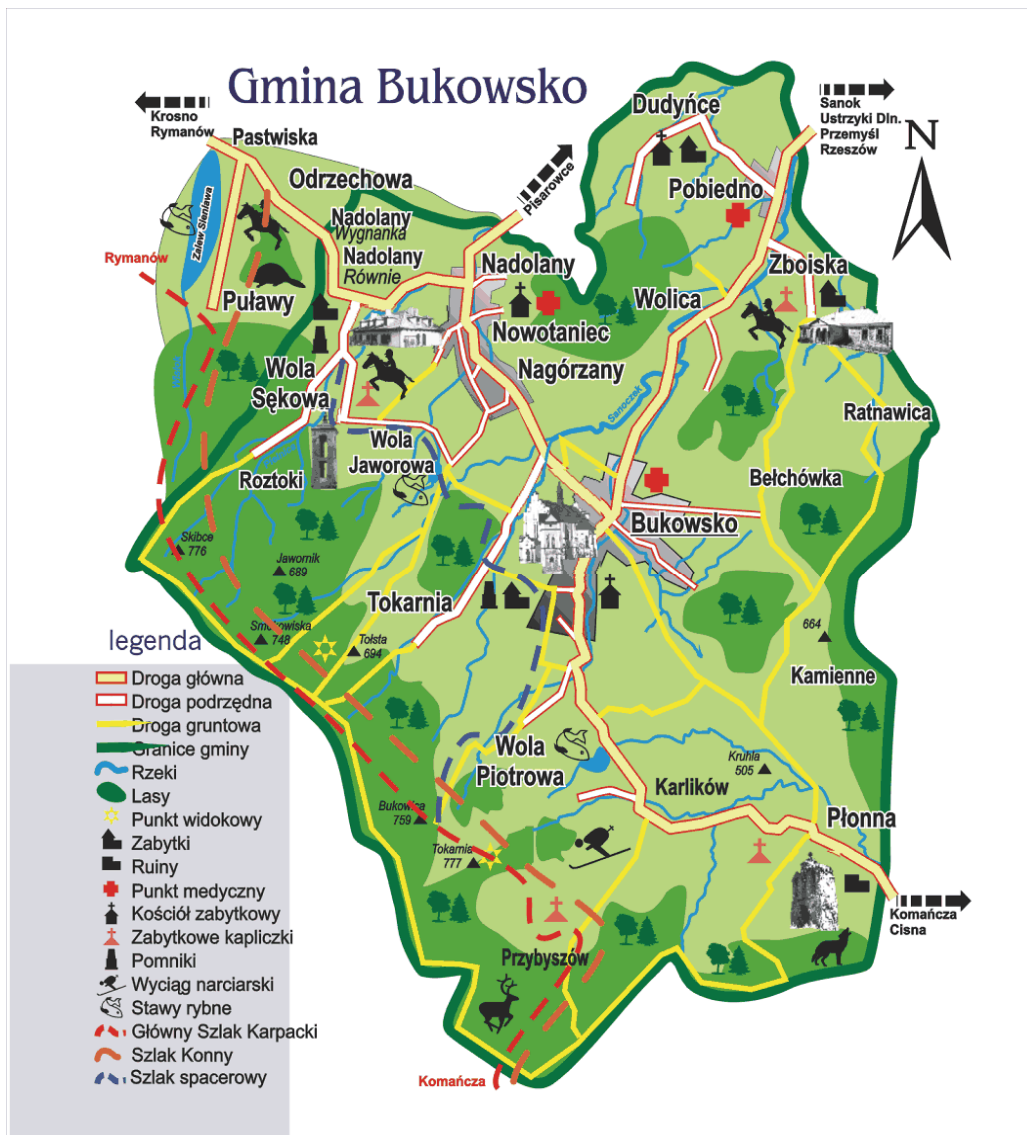 Gmina Bukowsko
Krosno
Rymanów
Pastwiska
Odrzechowa
Pisarowce
Dudyńce
Sanok
Ustrzyki Dln.
Przemyśl
Rzeszów
N
Pobiedno
Nadolany
Wygnanka
Nadolany
Równie
Nadolany
Zalew Sieniawa
Rymanów
Zboiska
Wolica
Puławy
Nowotaniec
Nagórzany
Wola
Sękowa
Wisłok
Sanoczek
Ratnawica
Wola
Jaworowa
Roztoki
Bełchówka
Bukowsko
Skibce
776
Jawornik
689
Tokarnia
Smokowiska
748
Tołsta
694
664
Kamienne
Wola
Piotrowa
Kruhla
505
Karlików
Bukowica
759
Płonna
Tokarnia
777
Komańcza
Cisna
Przybyszów
Komańcza
legenda
Droga główna
Droga podrzędna
Droga gruntowa
Granice gminy
Rzeki
Lasy
Punkt widokowy
Zabytki
Ruiny
Punkt medyczny
Kościół zabytkowy
Zabytkowe kapliczki
Pomniki
Wyciąg narciarski
Stawy rybne
Główny Szlak Karpacki
Szlak Konny
Szlak spacerowy